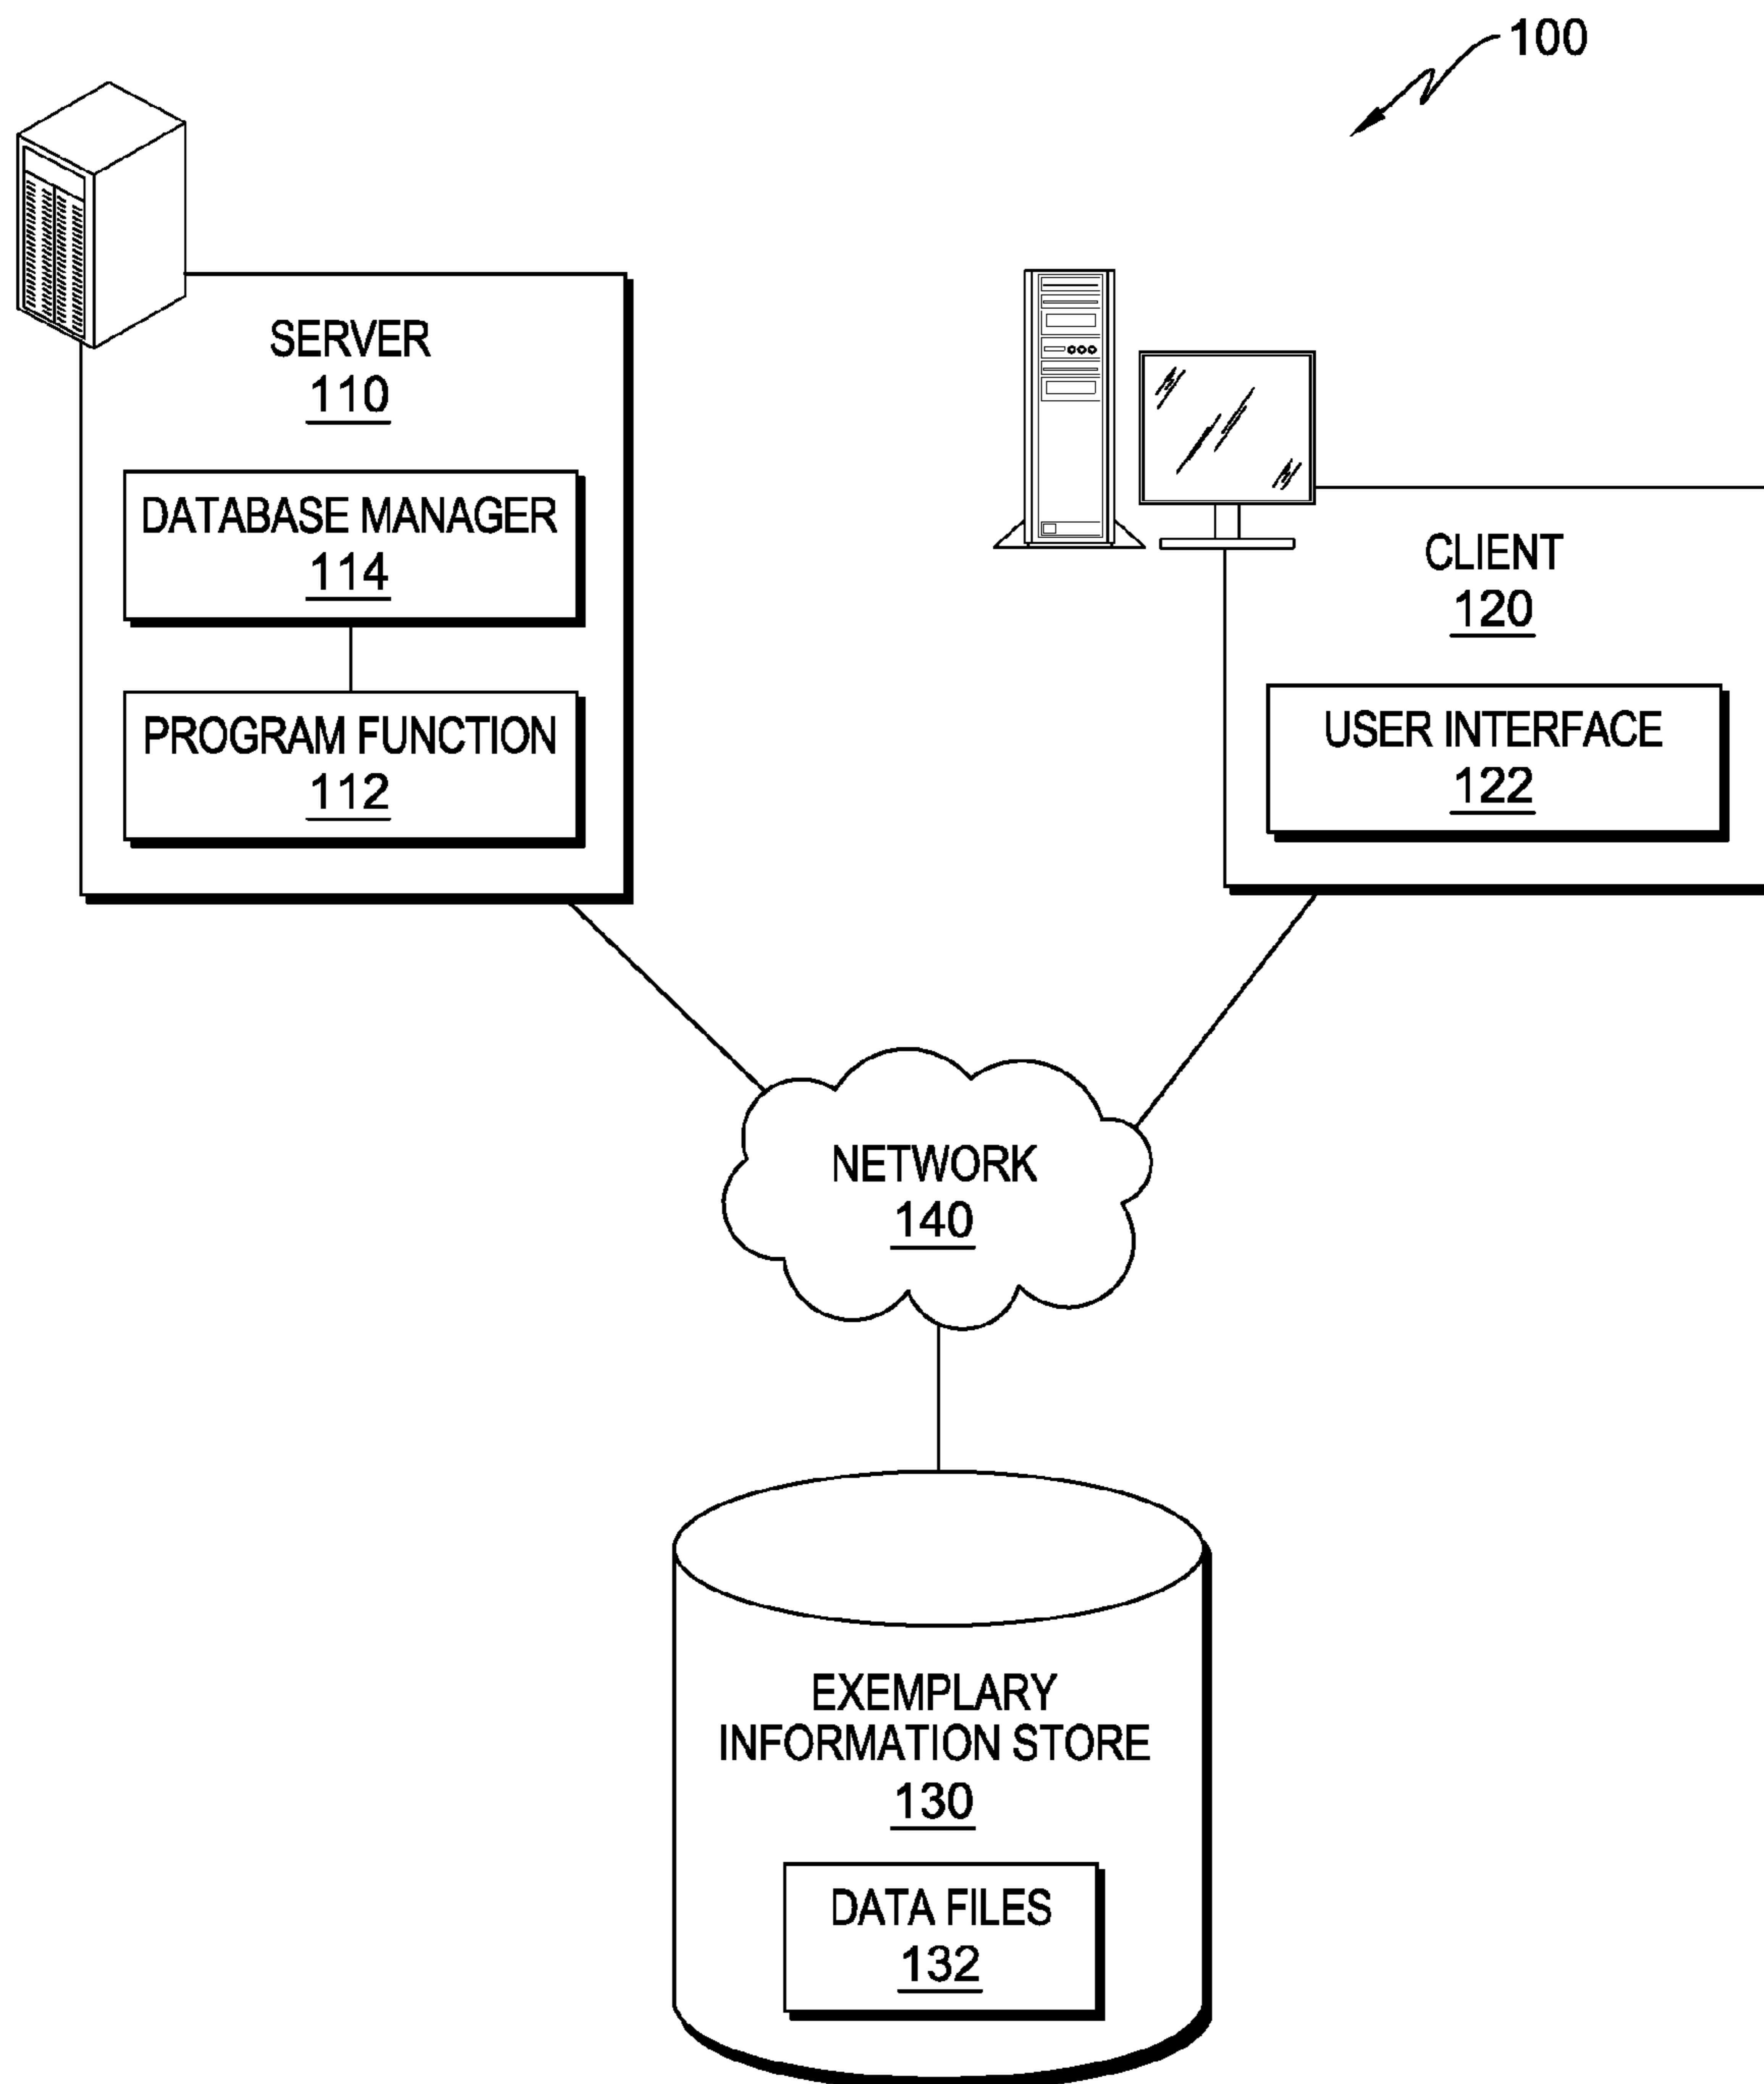 100
SERVER
110
DATABASE MANAGER
114
PROGRAM FUNCTION
112
CLIENT
120
USER INTERFACE
122
NETWORK
140
EXEMPLARY
INFORMATION STORE
130
DATA FILES
132